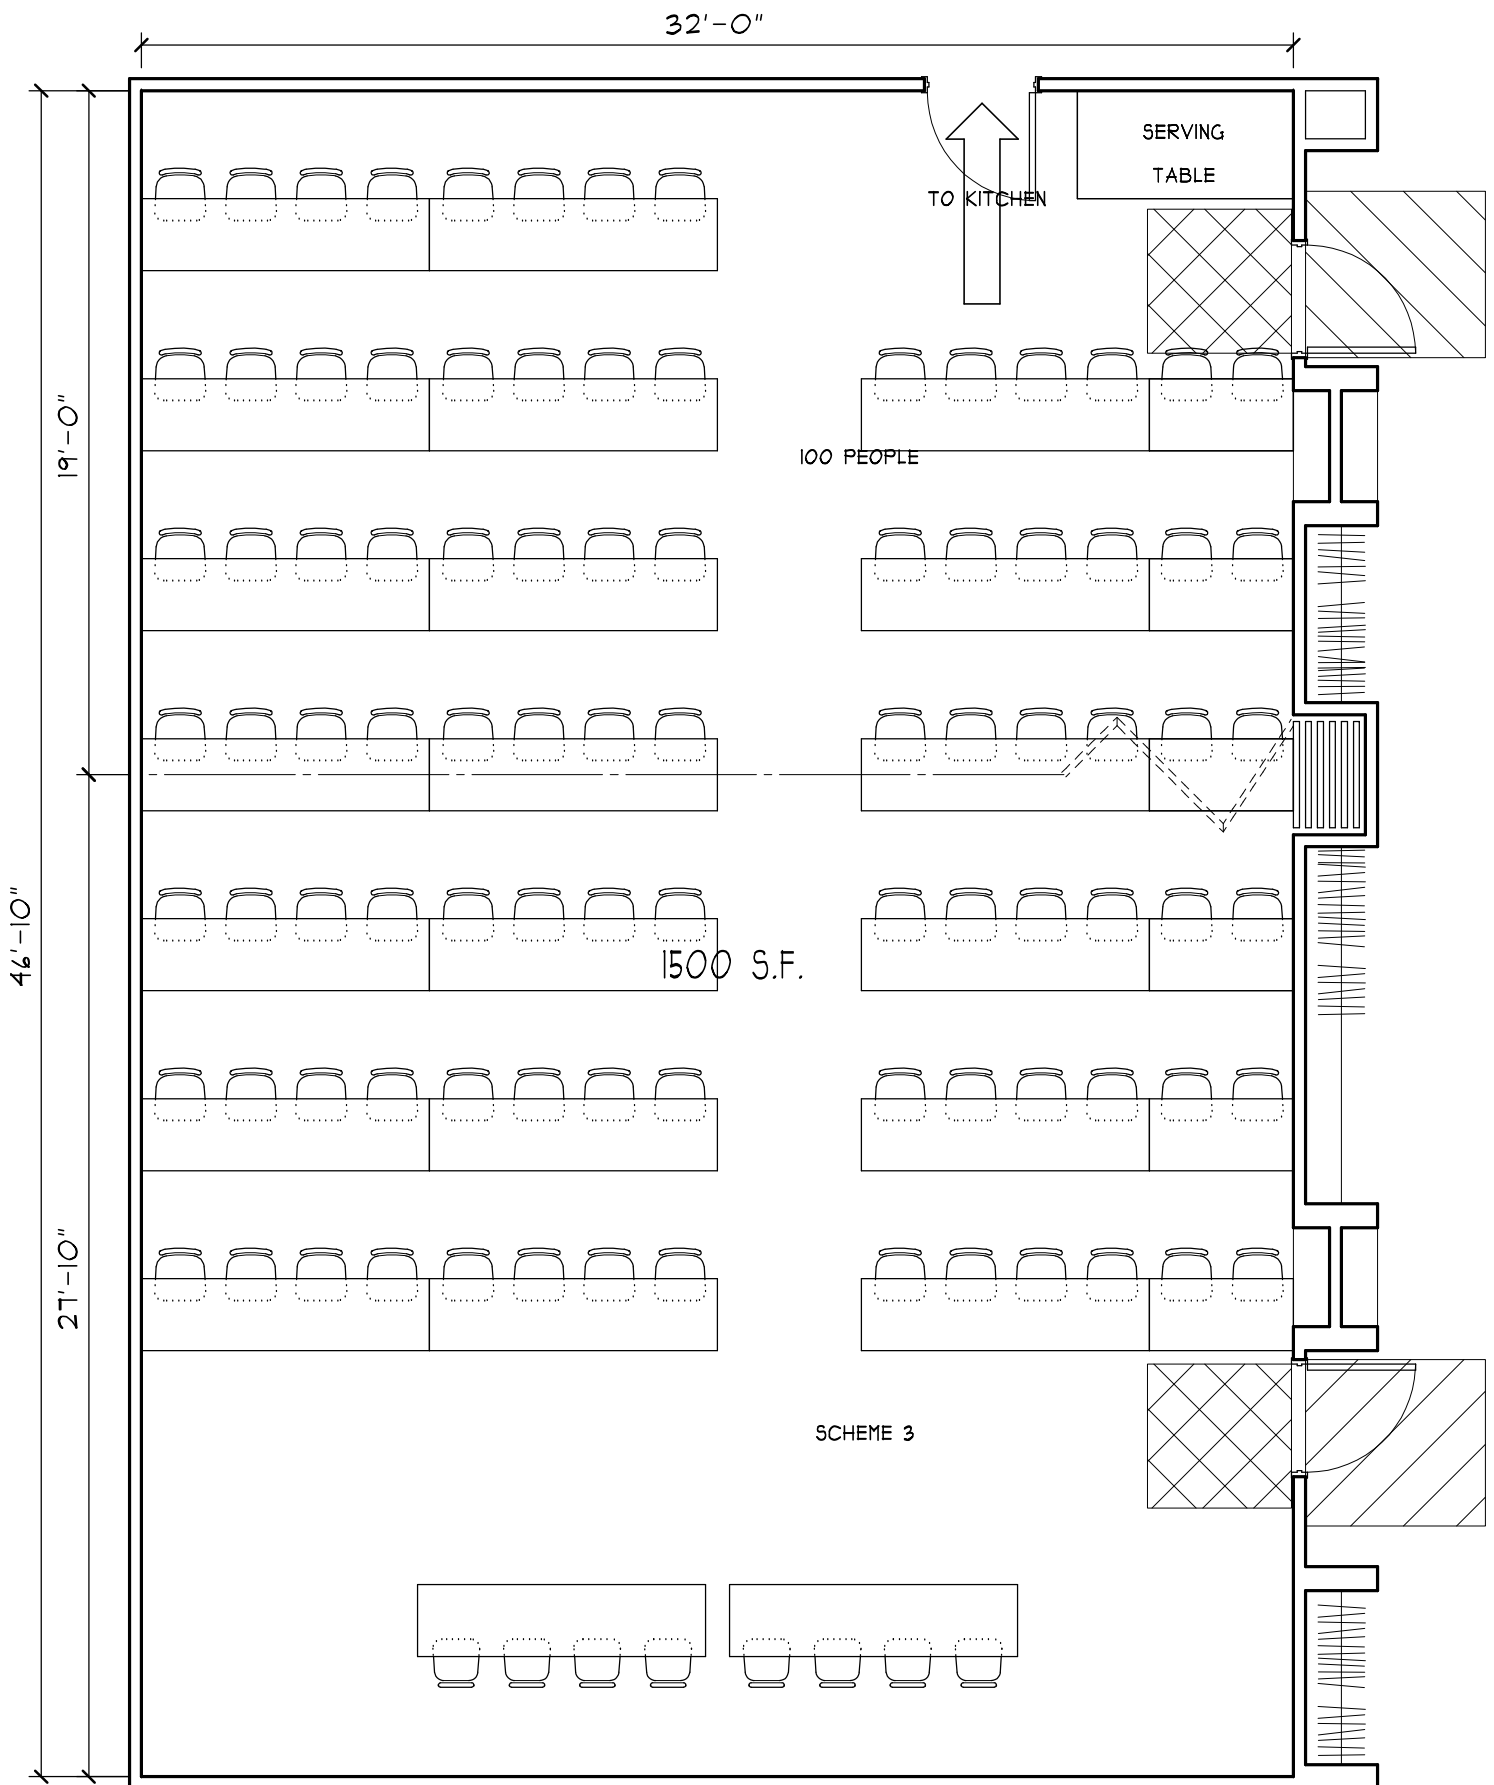 32'-0"
SERVING
TABLE
TO KITCHEN
19'-0"
100 PEOPLE
46'-10"
1500 S.F.
27'-10"
SCHEME 3